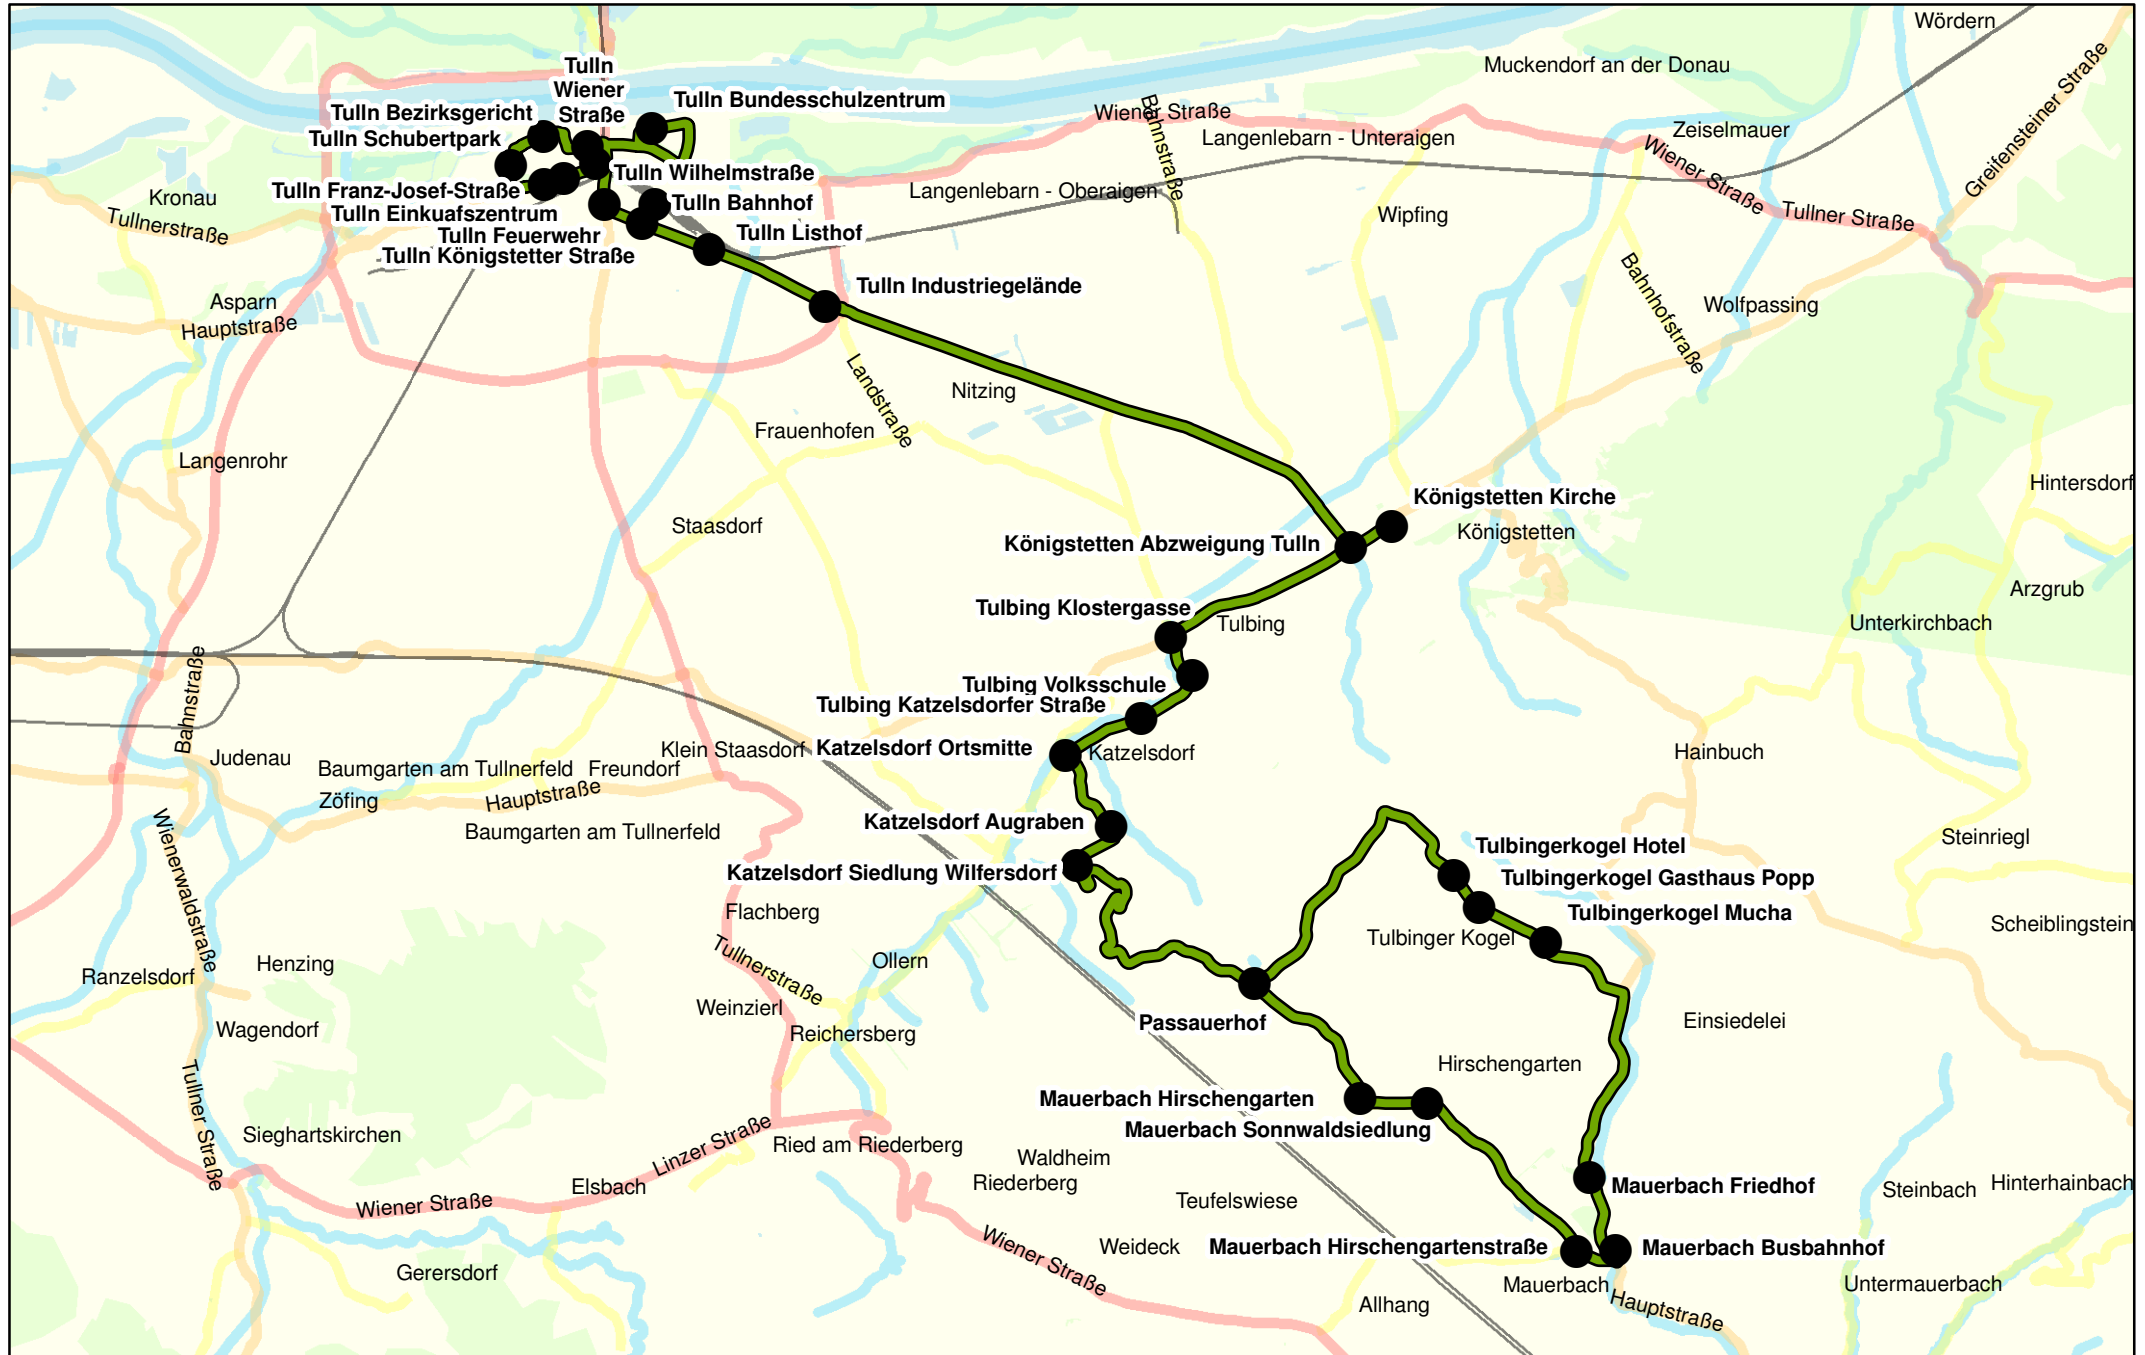 Wördern
Muckendorf an der Donau
Greifensteiner Straße
Tulln
Wiener
Straße
Tulln Bundesschulzentrum
Tulln Bezirksgericht
Tulln Schubertpark
Wiener Straße
Bahnstraße
Langenlebarn - Unteraigen
Zeiselmauer
Wiener Straße
Tulln Wilhelmstraße
Tulln Franz-Josef-Straße
Langenlebarn - Oberaigen
Kronau
Tullnerstraße
Tulln Bahnhof
Tulln Einkuafszentrum
Wipfing
Tullner Straße
Tulln Feuerwehr
Tulln Listhof
Tulln Königstetter Straße
Tulln Industriegelände
Bahnhofstraße
Wolfpassing
Asparn
Hauptstraße
Landstraße
Nitzing
Frauenhofen
Langenrohr
Hintersdorf
Königstetten Kirche
Staasdorf
Königstetten
Königstetten Abzweigung Tulln
Arzgrub
Tulbing Klostergasse
Tulbing
Unterkirchbach
Bahnstraße
Tulbing Volksschule
Tulbing Katzelsdorfer Straße
Klein Staasdorf
Katzelsdorf Ortsmitte
Katzelsdorf
Hainbuch
Judenau
Baumgarten am Tullnerfeld
Freundorf
Zöfing
Hauptstraße
Baumgarten am Tullnerfeld
Katzelsdorf Augraben
Steinriegl
Tulbingerkogel Hotel
Wienerwaldstraße
Katzelsdorf Siedlung Wilfersdorf
Tulbingerkogel Gasthaus Popp
Flachberg
Tulbingerkogel Mucha
Scheiblingstein
Tulbinger Kogel
Tullnerstraße
Ollern
Henzing
Ranzelsdorf
Weinzierl
Passauerhof
Einsiedelei
Wagendorf
Reichersberg
Hirschengarten
Tullner Straße
Mauerbach Hirschengarten
Mauerbach Sonnwaldsiedlung
Sieghartskirchen
Linzer Straße
Ried am Riederberg
Waldheim
Riederberg
Elsbach
Mauerbach Friedhof
Steinbach
Hinterhainbach
Wiener Straße
Teufelswiese
Wiener Straße
Weideck
Mauerbach Hirschengartenstraße
Mauerbach Busbahnhof
Gerersdorf
Mauerbach
Untermauerbach
Allhang
Hauptstraße